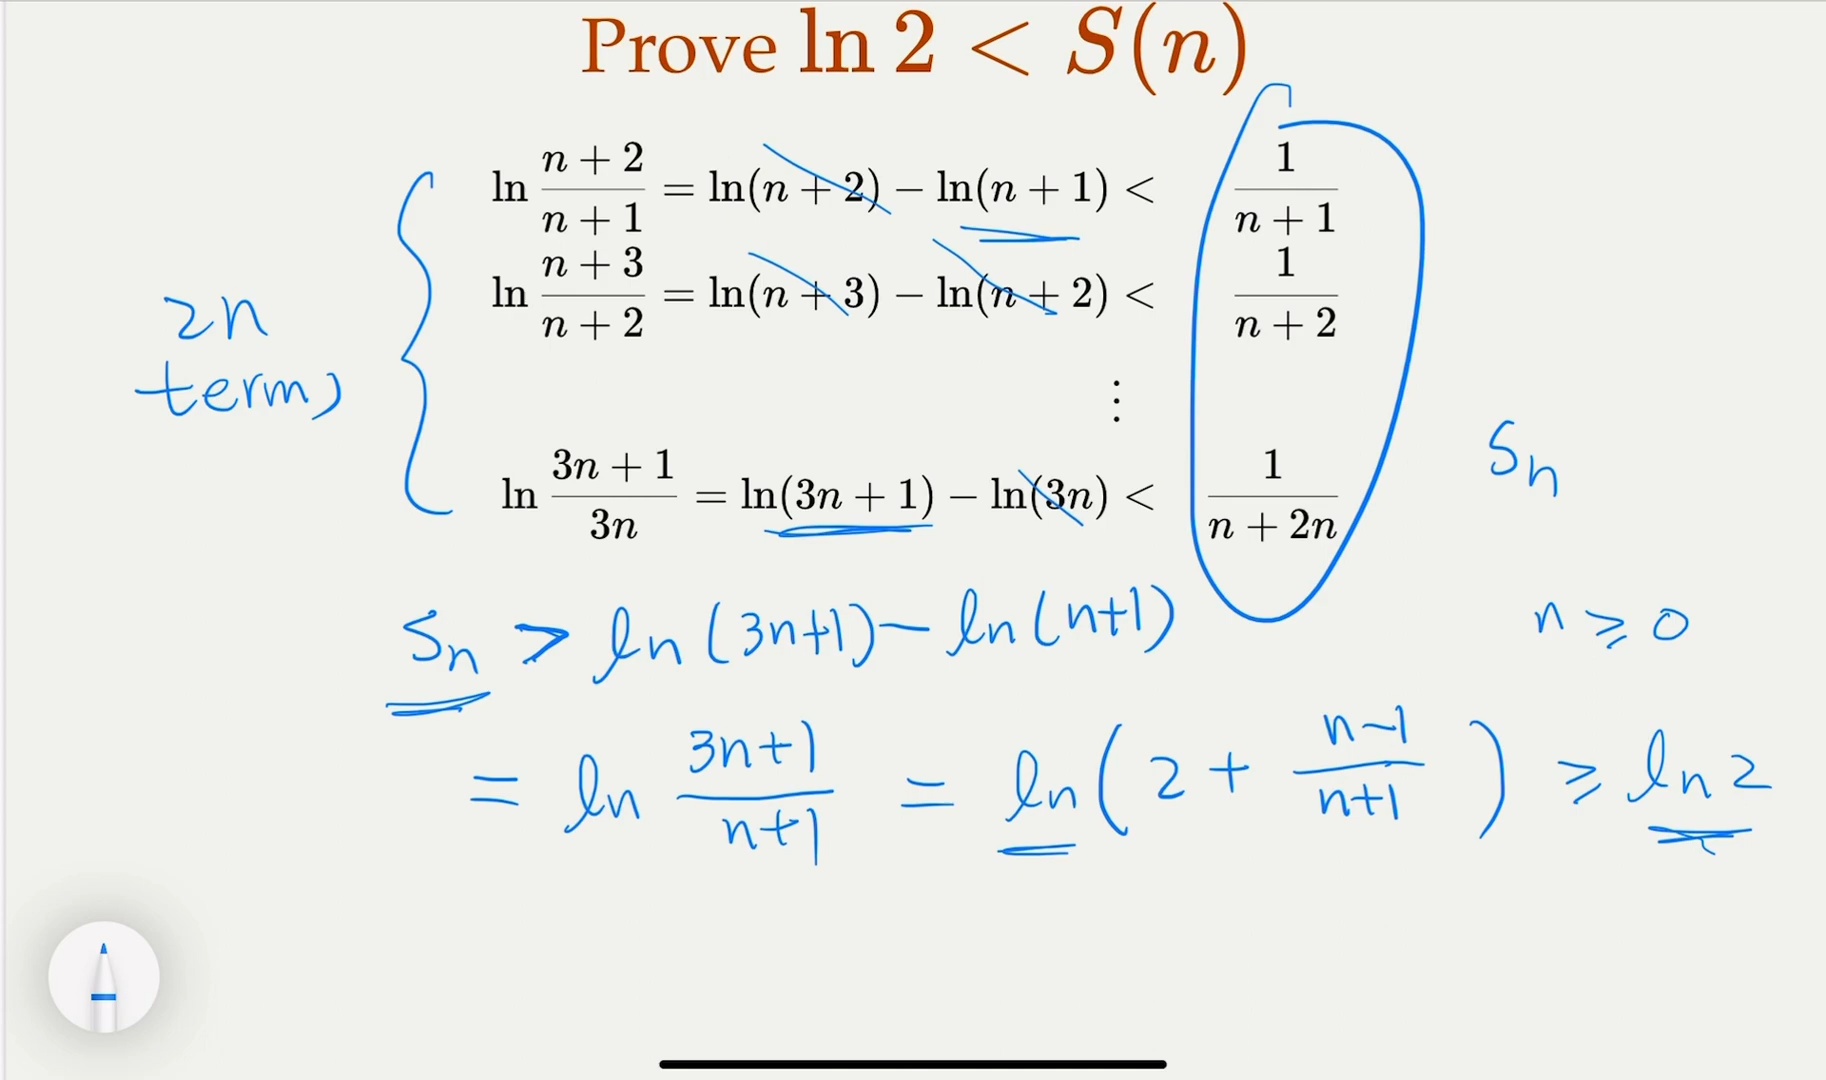 Prove ln 2 < S(n)
ln (n + 2)/(n + 1) = ln(n + 2) − ln(n + 1) < 1/(n + 1)
ln (n + 3)/(n + 2) = ln(n + 3) − ln(n + 2) < 1/(n + 2)
2n
terms
⋮
ln (3n + 1)/(3n) = ln(3n + 1) − ln(3n) < 1/(n + 2n)
Sn
Sn > ln(3n+1) − ln(n+1)
n ⩾ 0
= ln (3n+1)/(n+1) = ln(2 + (n−1)/(n+1)) ⩾ ln 2